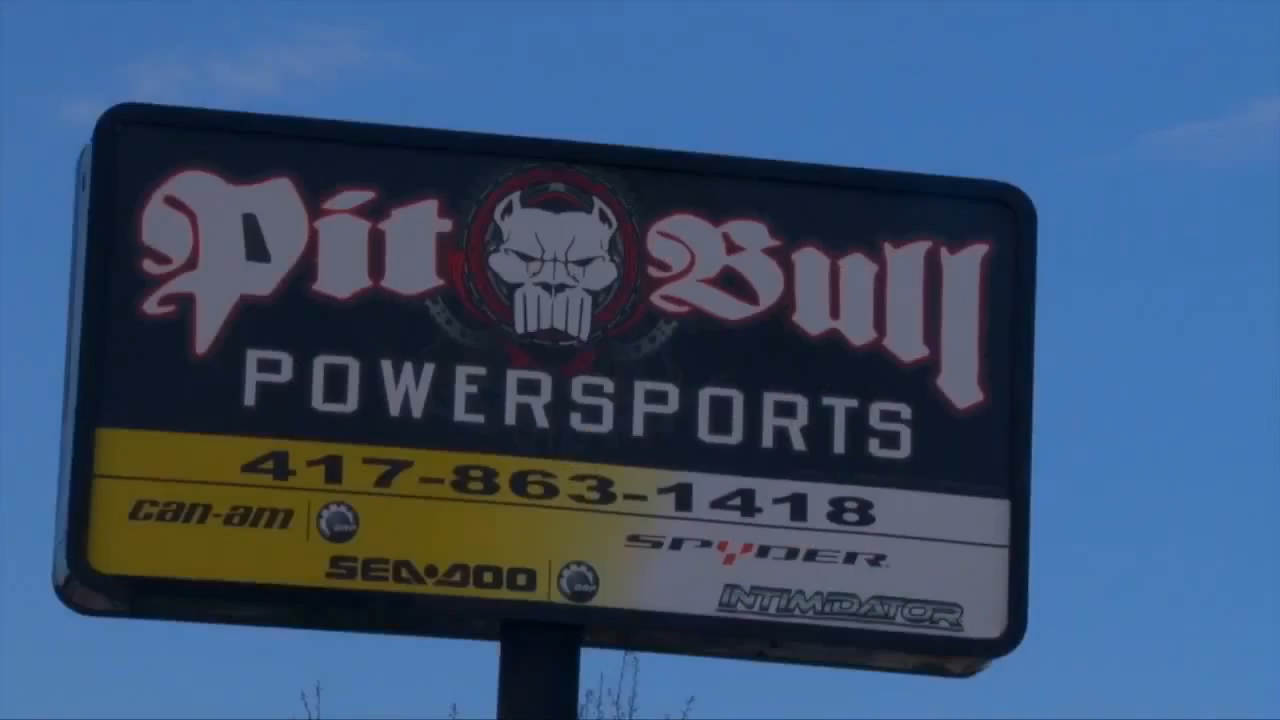 Pit Bull
POWERSPORTS
417-863-1418
can-am
SPYDER
SEA-DOO
INTIMIDATOR